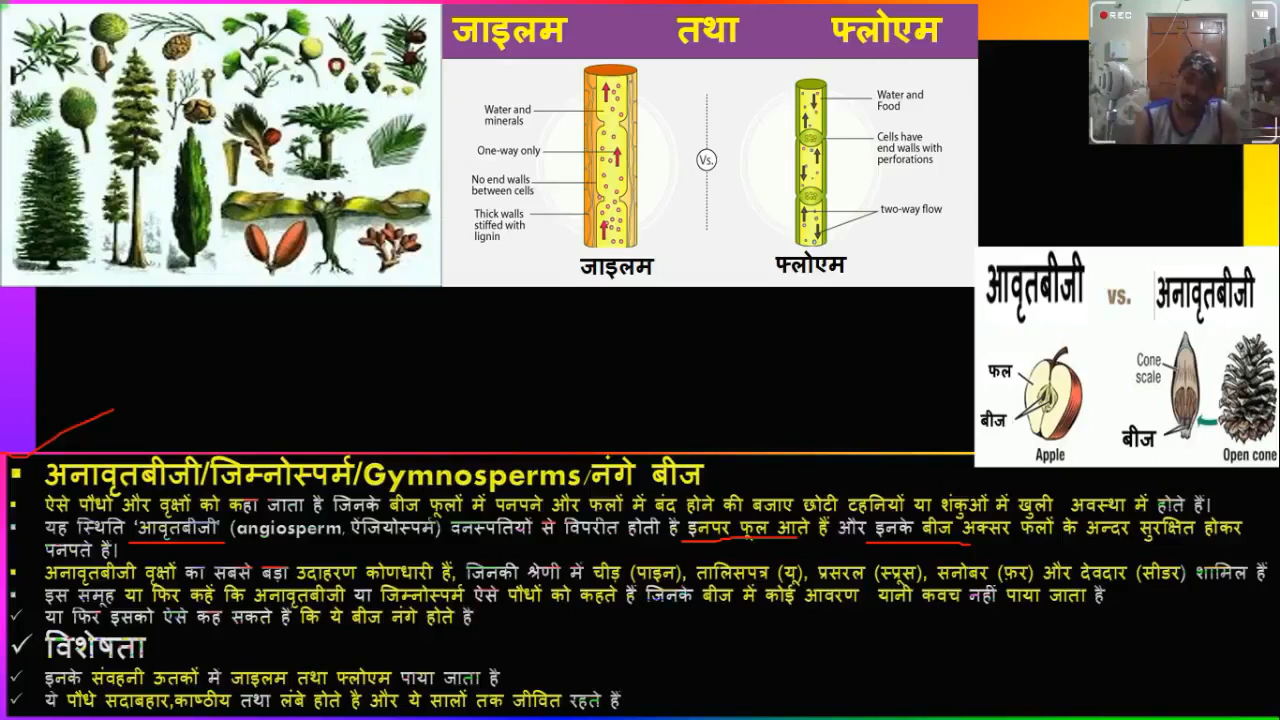 जाइलम तथा फ्लोएम
REC
Water and
minerals
One-way only
No end walls
between cells
Thick walls
stiffed with
lignin
जाइलम
Vs.
Water and
Food
Cells have
end walls with
perforations
two-way flow
फ्लोएम
आवृतबीजी vs. अनावृतबीजी
फल
बीज
Apple
Cone
scale
बीज
Open cone
अनावृतबीजी/जिम्नोस्पर्म/Gymnosperms/नंगे बीज
ऐसे पौधों और वृक्षों को कहा जाता है जिनके बीज फूलों में पनपने और फलों में बंद होने की बजाए छोटी टहनियों या शंकुओं में खुली अवस्था में होते हैं।
यह स्थिति 'आवृतबीजी' (angiosperm, ऐंजियोस्पर्म) वनस्पतियों से विपरीत होती है इनपर फूल आते हैं और इनके बीज अक्सर फलों के अन्दर सुरक्षित होकर
पनपते हैं।
अनावृतबीजी वृक्षों का सबसे बड़ा उदाहरण कोणधारी हैं, जिनकी श्रेणी में चीड़ (पाइन), तालिसपत्र (यू), प्रसरल (स्प्रूस), सनोबर (फ़र) और देवदार (सीडर) शामिल हैं
इस समूह या फिर कहें कि अनावृतबीजी या जिम्नोस्पर्म ऐसे पौधों को कहते हैं जिनके बीज में कोई आवरण यानी कवच नहीं पाया जाता है
या फिर इसको ऐसे कह सकते हैं कि ये बीज नंगे होते है
विशेषता
इनके संवहनी ऊतकों में जाइलम तथा फ्लोएम पाया जाता है
ये पौधे सदाबहार,काष्ठीय तथा लंबे होते है और ये सालों तक जीवित रहते हैं